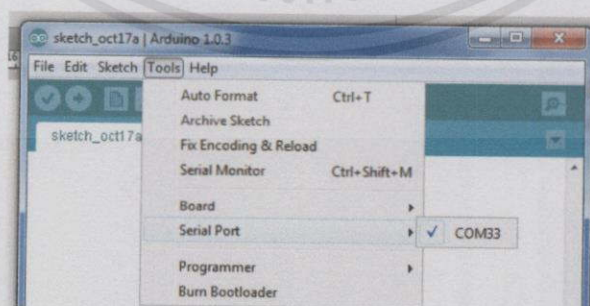 sketch_oct17a | Arduino 1.0.3
File Edit Sketch Tools Help
sketch_oct17a
Auto Format Ctrl+T
Archive Sketch
Fix Encoding & Reload
Serial Monitor Ctrl+Shift+M
Board
Serial Port
✓ COM33
Programmer
Burn Bootloader